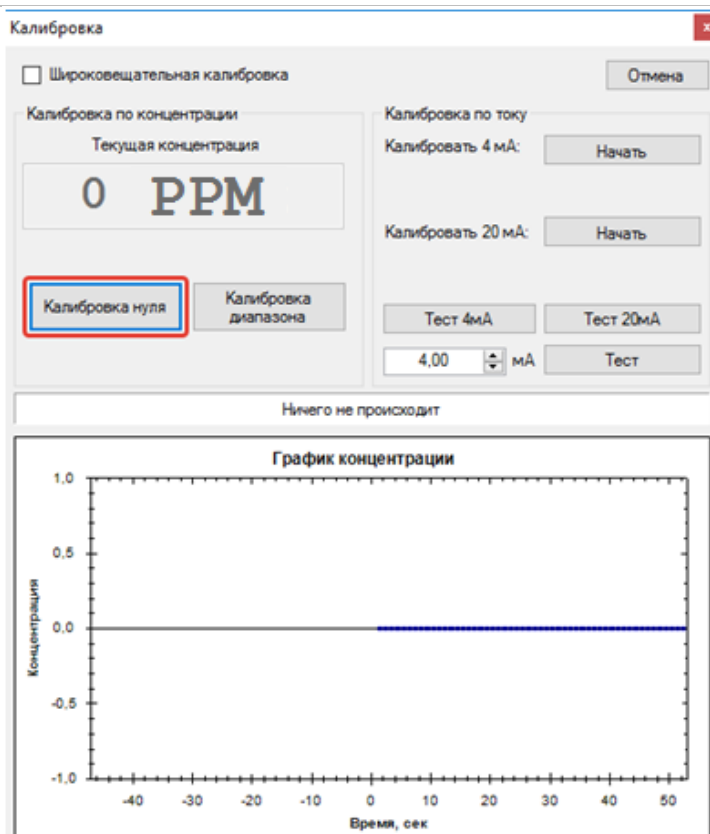 Калибровка
x
Широковещательная калибровка
Отмена
Калибровка по концентрации
Текущая концентрация
0 PPM
Калибровка нуля
Калибровка
диапазона
Калибровка по току
Калибровать 4 мА:
Начать
Калибровать 20 мА:
Начать
Тест 4мА
Тест 20мА
4,00
мА
Тест
Ничего не происходит
График концентрации
1,0
0,5
0,0
-0,5
-1,0
Концентрация
-40 -30 -20 -10 0 10 20 30 40 50
Время, сек